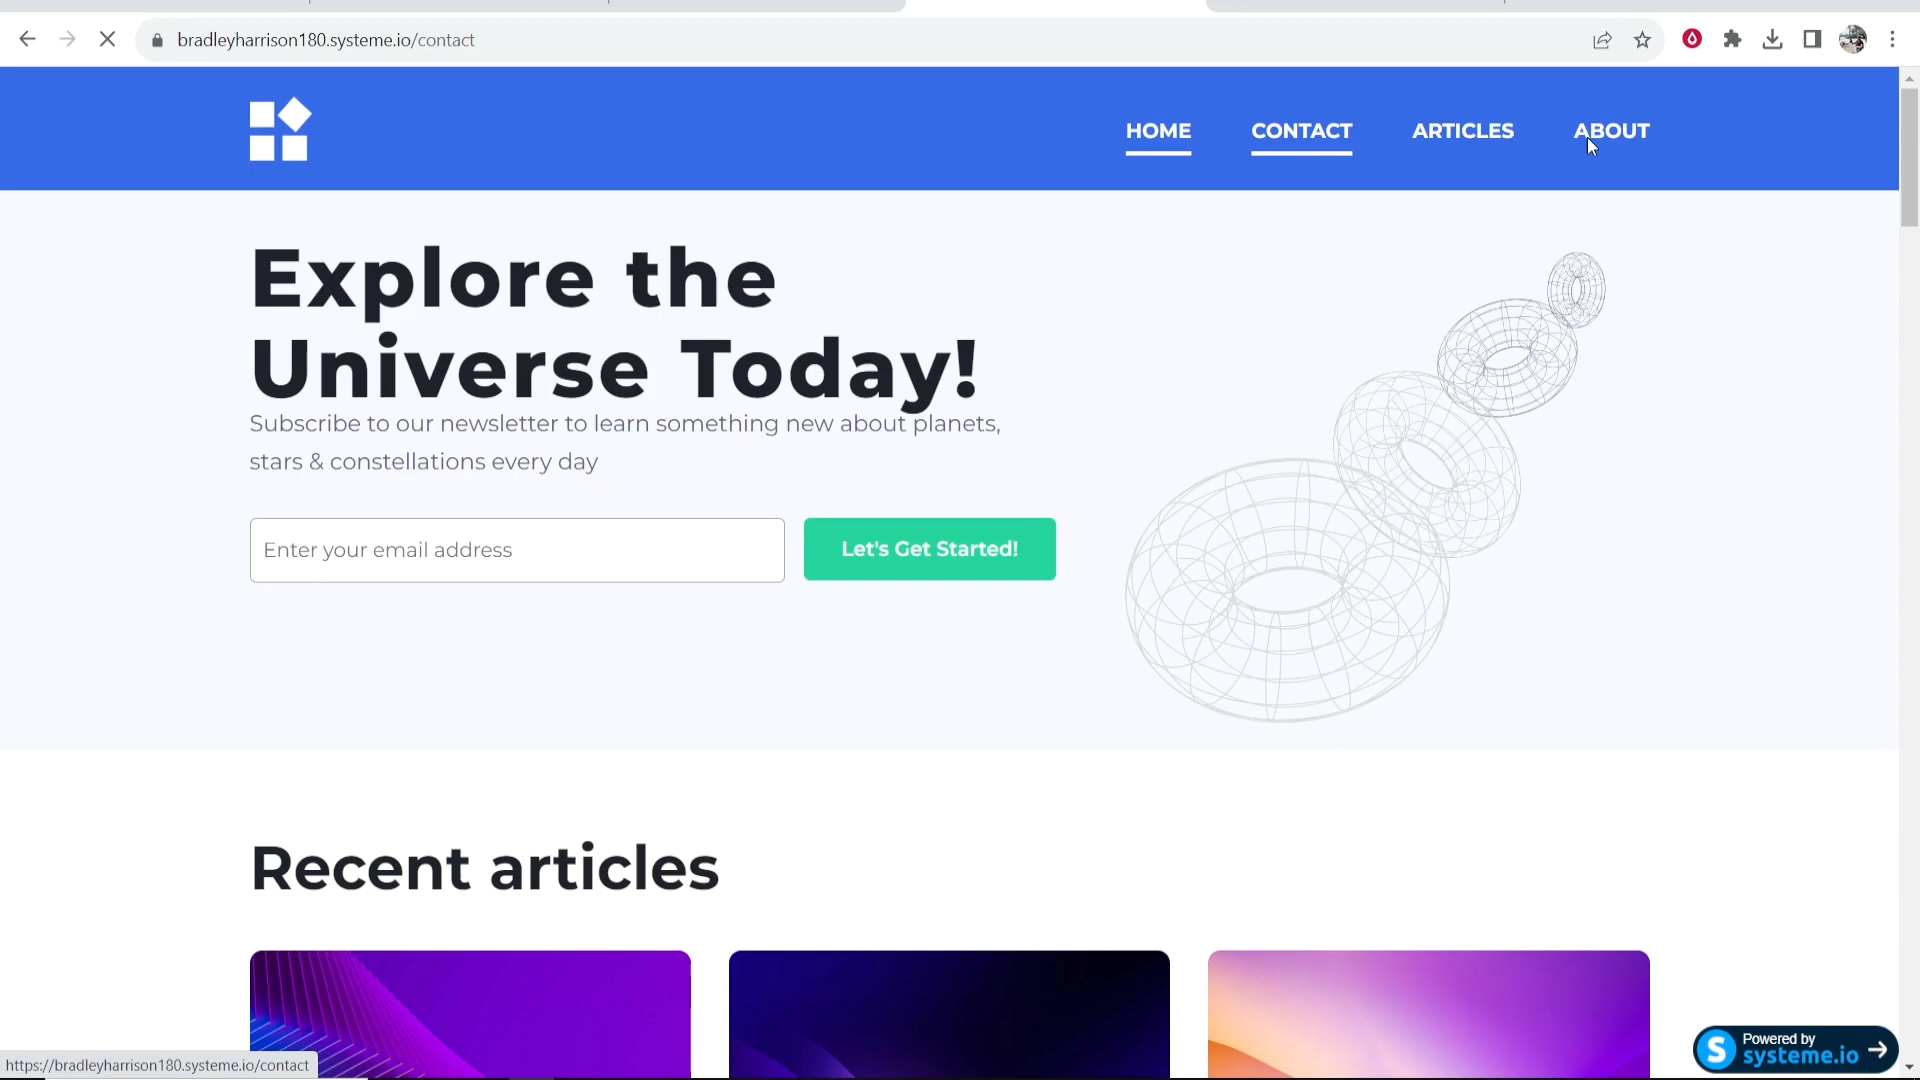 bradleyharrison180.systeme.io/contact
HOME CONTACT ARTICLES ABOUT
Explore the
Universe Today!
Subscribe to our newsletter to learn something new about planets,
stars & constellations every day
Enter your email address
Let's Get Started!
Recent articles
https://bradleyharrison180.systeme.io/contact
S Powered by
systeme.io